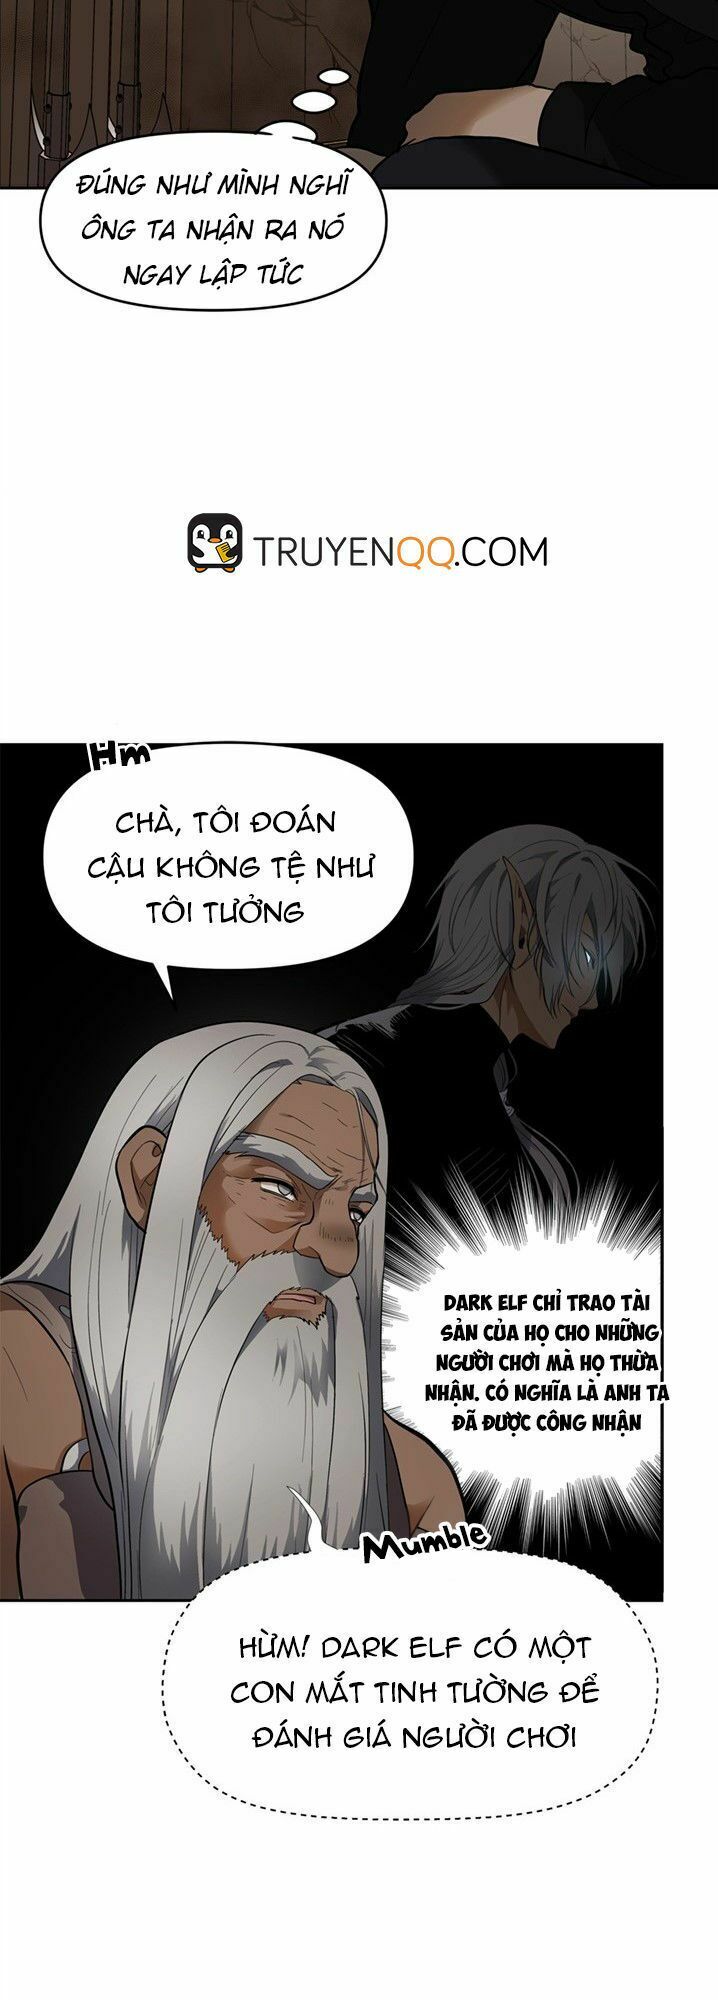 ĐÚNG NHƯ MÌNH NGHĨ
ÔNG TA NHẬN RA NÓ
NGAY LẬP TỨC
TRUYENQQ.COM
Hm
CHÀ, TÔI ĐOÁN
CẬU KHÔNG TỆ NHƯ
TÔI TƯỞNG
DARK ELF CHỈ TRAO TÀI
SẢN CỦA HỌ CHO NHỮNG
NGƯỜI CHƠI MÀ HỌ THỪA
NHẬN. CÓ NGHĨA LÀ ANH TA
ĐÃ ĐƯỢC CÔNG NHẬN
Mumble
HỪM! DARK ELF CÓ MỘT
CON MẮT TINH TƯỜNG ĐỂ
ĐÁNH GIÁ NGƯỜI CHƠI